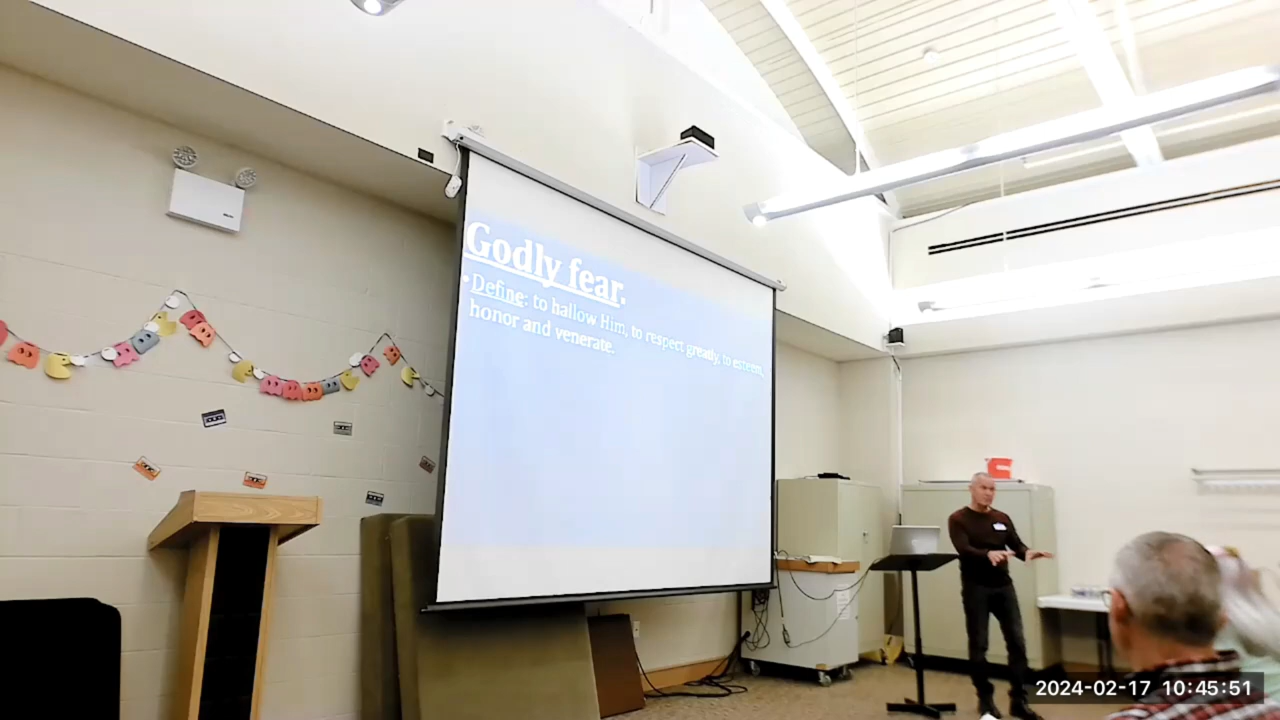 Godly fear.
• Define: to hallow Him, to respect greatly, to esteem,
honor and venerate.
2024-02-17 10:45:51